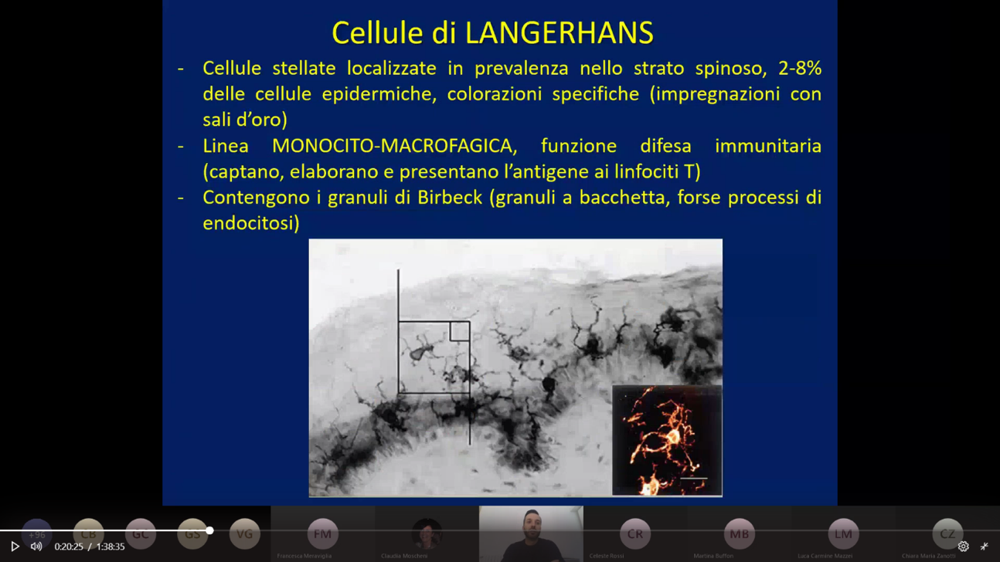 Cellule di LANGERHANS
- Cellule stellate localizzate in prevalenza nello strato spinoso, 2-8%
delle cellule epidermiche, colorazioni specifiche (impregnazioni con
sali d'oro)
- Linea MONOCITO-MACROFAGICA, funzione difesa immunitaria
(captano, elaborano e presentano l'antigene ai linfociti T)
- Contengono i granuli di Birbeck (granuli a bacchetta, forse processi di
endocitosi)
+96 CB GC GS VG FM CR MB LM CZ
Francesca Meraviglia Claudia Moscheni Celeste Rossi Martina Buffon Luca Carmine Mazzei Chiara Maria Zanotti
0:20:25 / 1:38:35